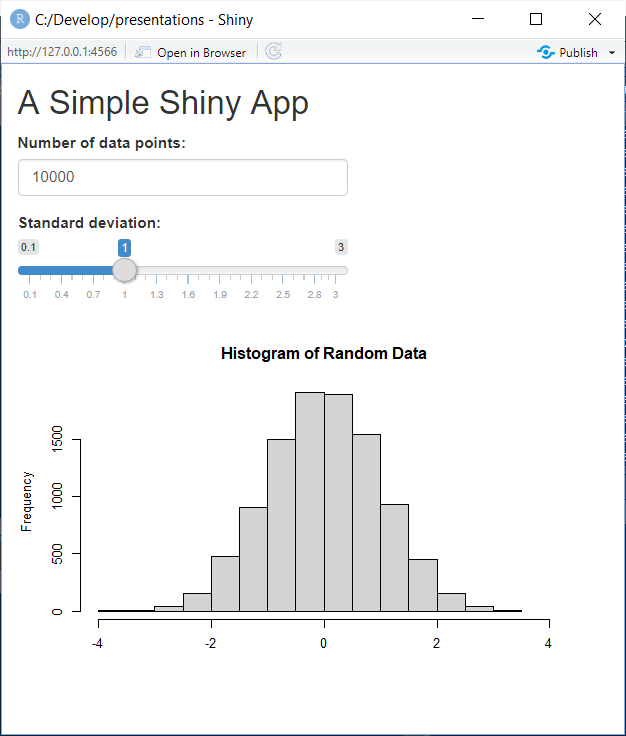 R C:/Develop/presentations - Shiny
http://127.0.0.1:4566 Open in Browser Publish
A Simple Shiny App
Number of data points:
10000
Standard deviation:
0.1 1 3
0.1 0.4 0.7 1 1.3 1.6 1.9 2.2 2.5 2.8 3
Histogram of Random Data
Frequency
1500
1000
500
0
-4 -2 0 2 4